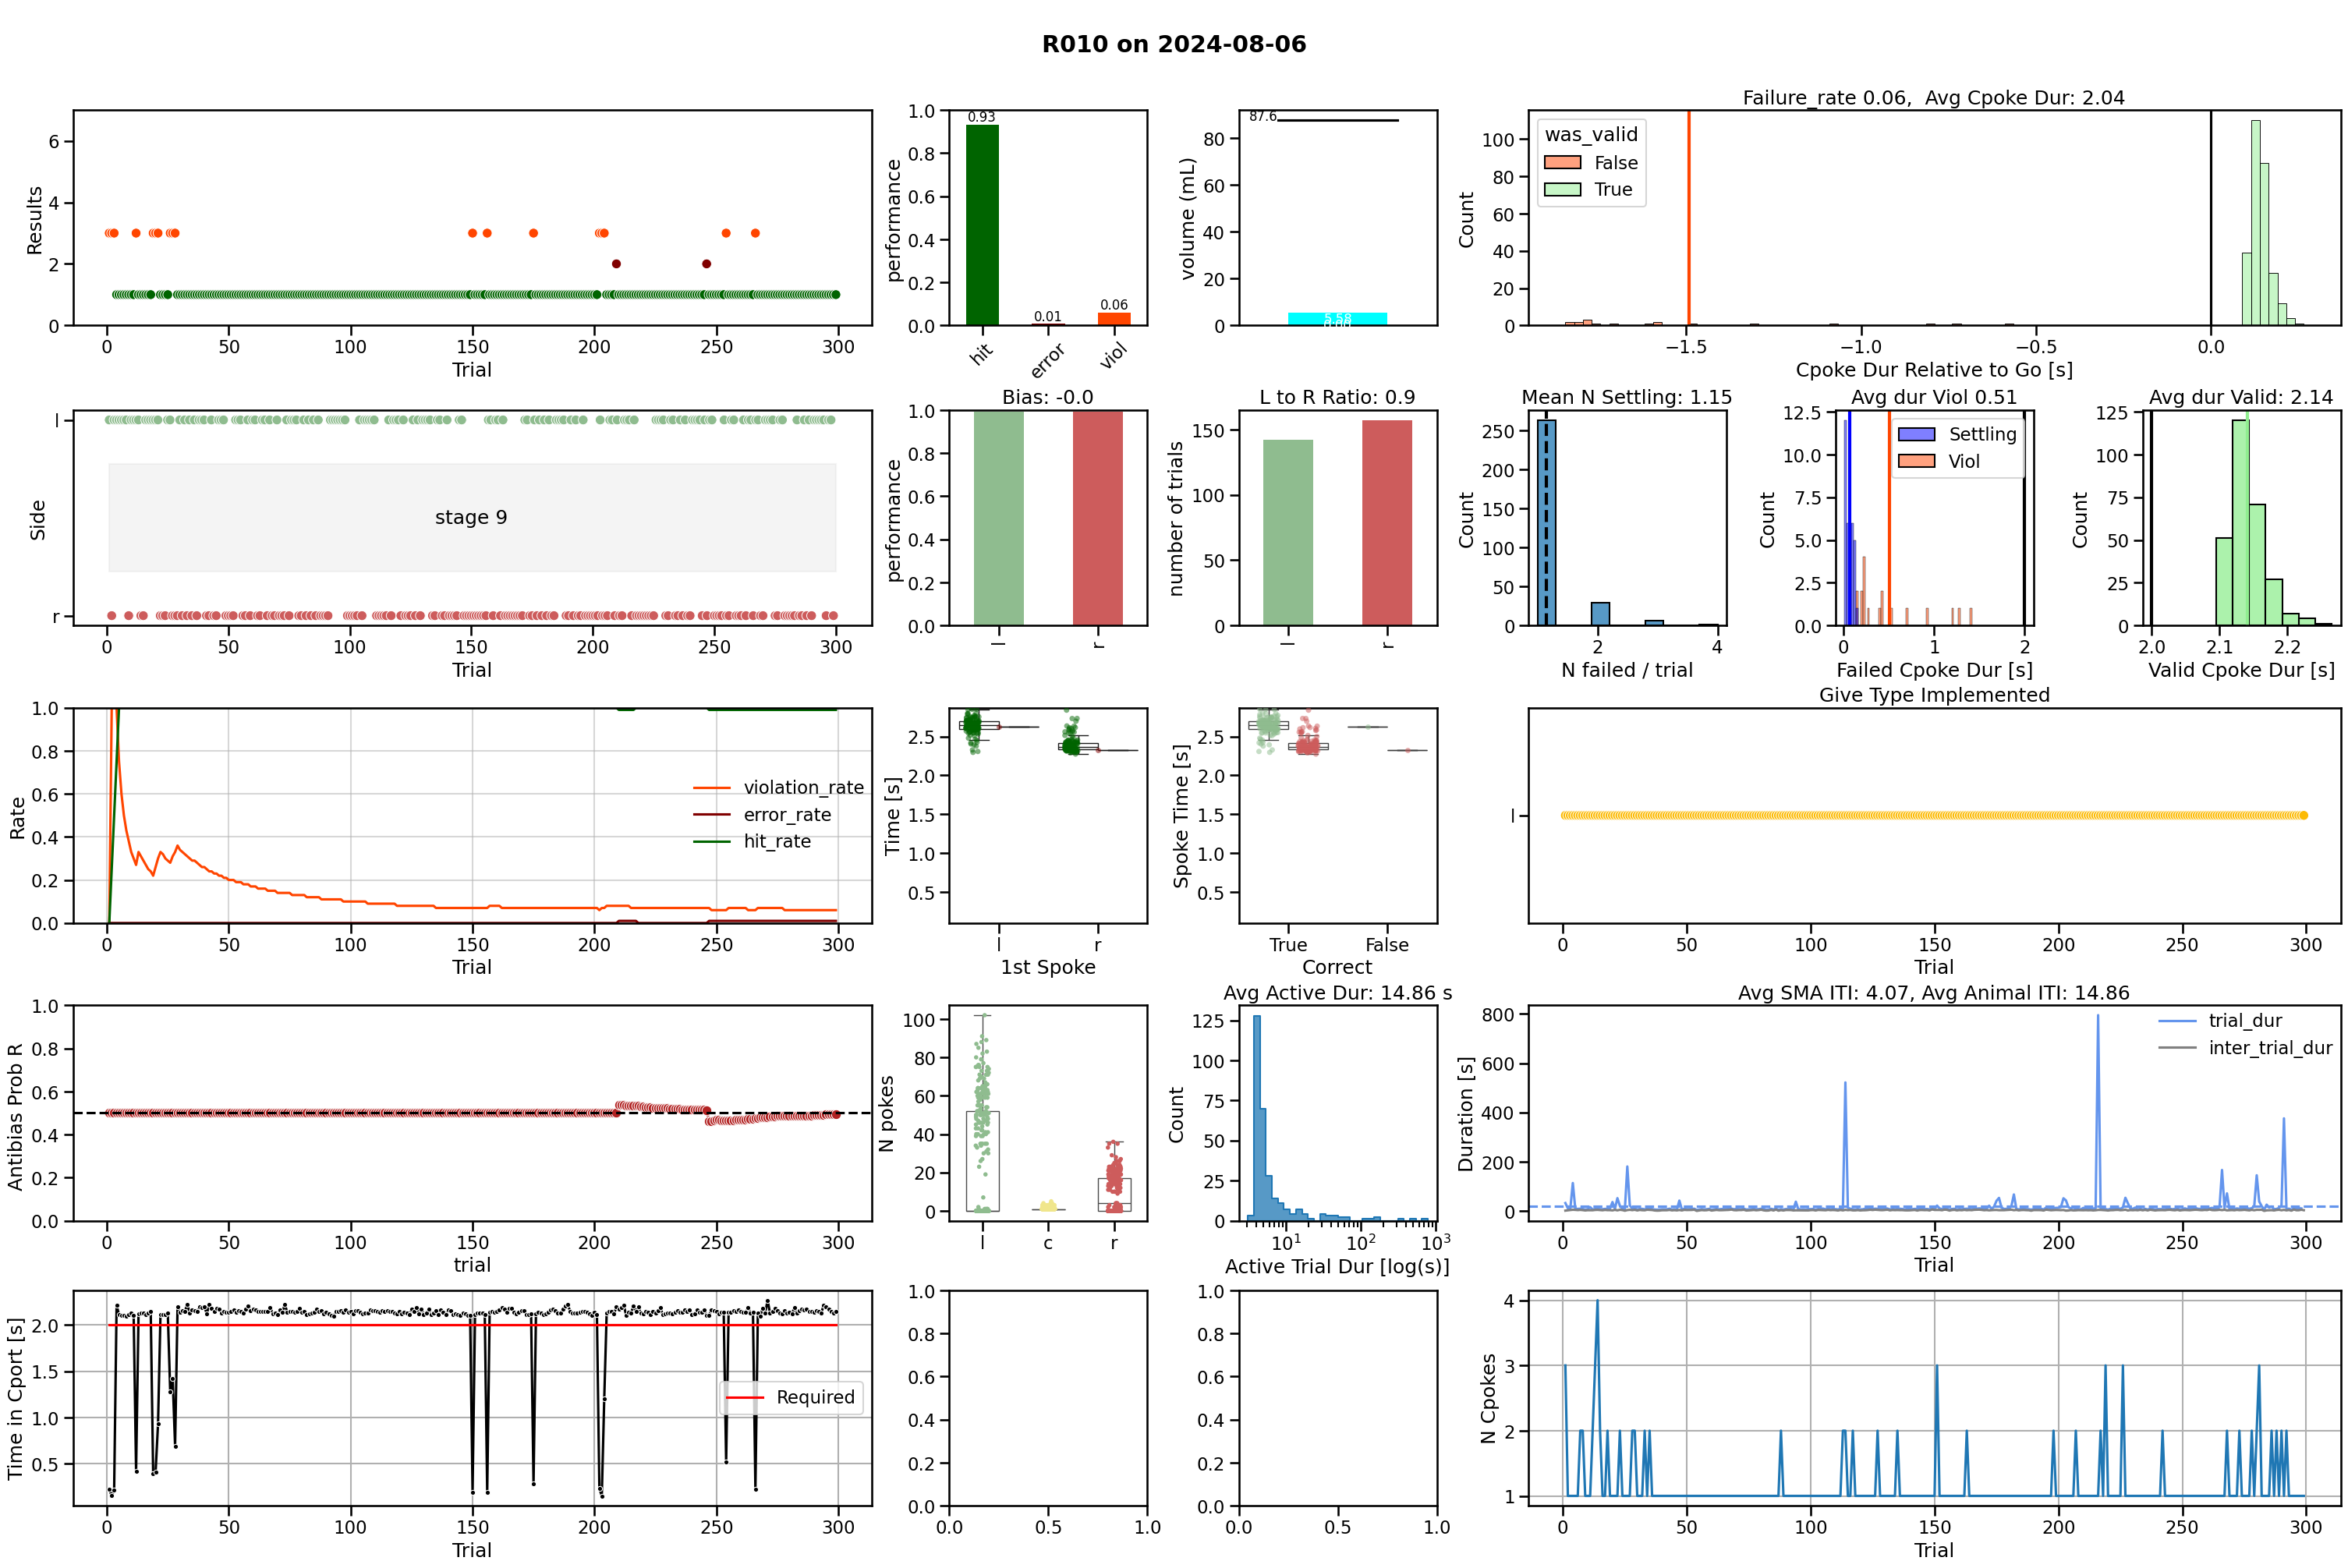 R010 on 2024-08-06
Results
0
2
4
6
0
50
100
150
200
250
300
Trial
performance
0.0
0.2
0.4
0.6
0.8
1.0
0.93
0.01
0.06
hit
error
viol
volume (mL)
0
20
40
60
80
87.6
Failure_rate 0.06, Avg Cpoke Dur: 2.04
was_valid
False
True
Count
0
20
40
60
80
100
−1.5
−1.0
−0.5
0.0
Cpoke Dur Relative to Go [s]
Side
l
r
stage 9
0
50
100
150
200
250
300
Trial
Bias: -0.0
performance
0.0
0.2
0.4
0.6
0.8
1.0
l
r
L to R Ratio: 0.9
number of trials
0
50
100
150
l
r
Mean N Settling: 1.15
Count
0
50
100
150
200
250
2
4
N failed / trial
Avg dur Viol 0.51
Settling
Viol
Count
0.0
2.5
5.0
7.5
10.0
12.5
0
1
2
Failed Cpoke Dur [s]
Avg dur Valid: 2.14
Count
0
25
50
75
100
125
2.0
2.1
2.2
Valid Cpoke Dur [s]
Rate
0.0
0.2
0.4
0.6
0.8
1.0
violation_rate
error_rate
hit_rate
0
50
100
150
200
250
300
Trial
Time [s]
0.5
1.0
1.5
2.0
2.5
l
r
1st Spoke
Spoke Time [s]
0.5
1.0
1.5
2.0
2.5
True
False
Correct
Give Type Implemented
l
0
50
100
150
200
250
300
Trial
Antibias Prob R
0.0
0.2
0.4
0.6
0.8
1.0
0
50
100
150
200
250
300
trial
N pokes
0
20
40
60
80
100
l
c
r
Avg Active Dur: 14.86 s
Count
0
25
50
75
100
125
10¹
10²
10³
Active Trial Dur [log(s)]
Avg SMA ITI: 4.07, Avg Animal ITI: 14.86
trial_dur
inter_trial_dur
Duration [s]
0
200
400
600
800
0
50
100
150
200
250
300
Trial
Time in Cport [s]
0.5
1.0
1.5
2.0
Required
0
50
100
150
200
250
300
Trial
0.0
0.2
0.4
0.6
0.8
1.0
0.0
0.5
1.0
0.0
0.2
0.4
0.6
0.8
1.0
0.0
0.5
1.0
N Cpokes
1
2
3
4
0
50
100
150
200
250
300
Trial